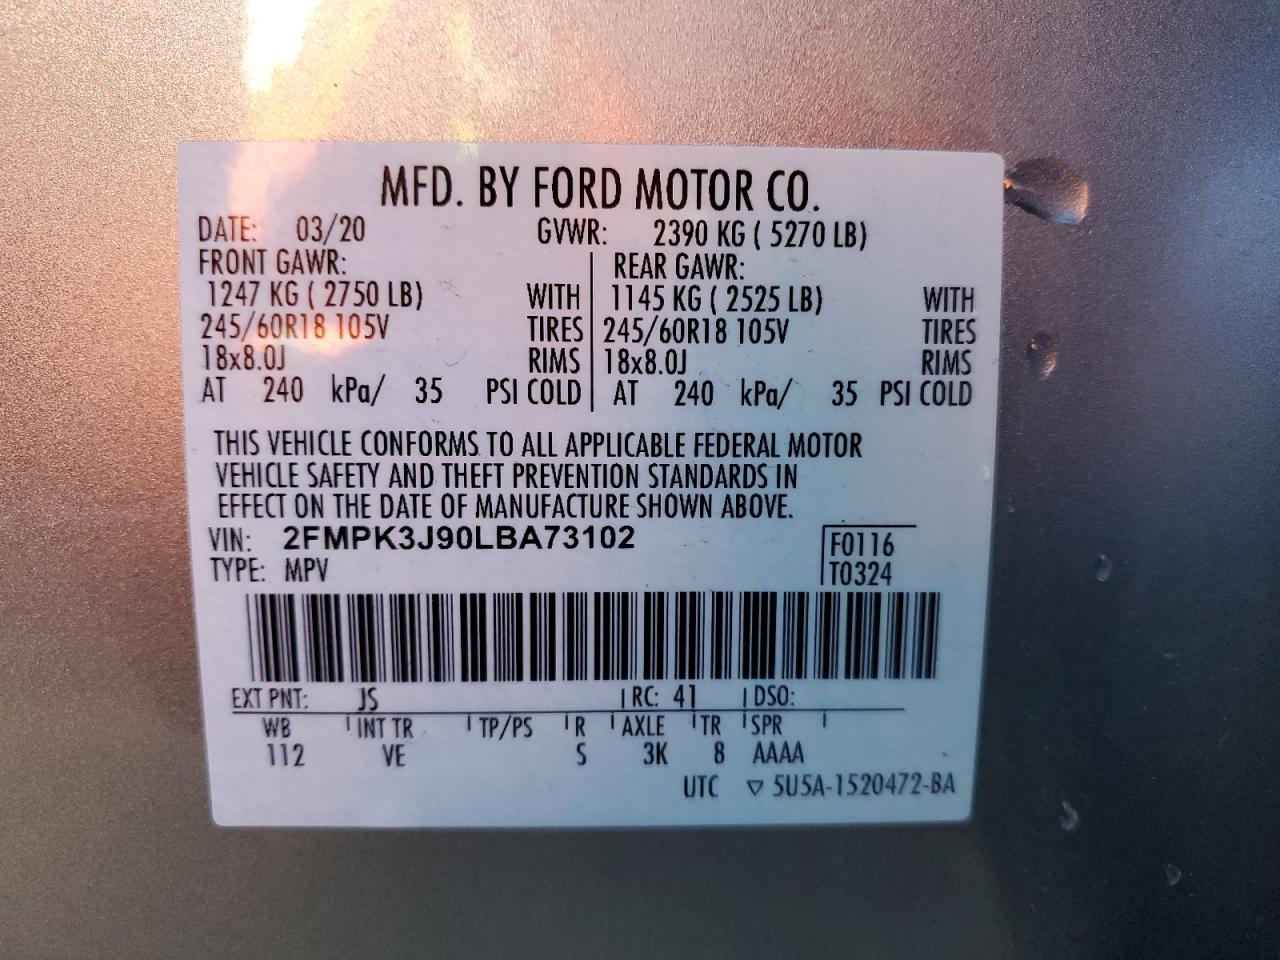 MFD. BY FORD MOTOR CO.
DATE: 03/20 GVWR: 2390 KG ( 5270 LB)
FRONT GAWR: REAR GAWR:
1247 KG ( 2750 LB) WITH 1145 KG ( 2525 LB) WITH
245/60R18 105V TIRES 245/60R18 105V TIRES
18x8.0J RIMS 18x8.0J RIMS
AT 240 kPa/ 35 PSI COLD AT 240 kPa/ 35 PSI COLD
THIS VEHICLE CONFORMS TO ALL APPLICABLE FEDERAL MOTOR
VEHICLE SAFETY AND THEFT PREVENTION STANDARDS IN
EFFECT ON THE DATE OF MANUFACTURE SHOWN ABOVE.
VIN: 2FMPK3J90LBA73102 F0116
TYPE: MPV T0324
EXT PNT: JS RC: 41 DSO:
WB INT TR TP/PS R AXLE TR SPR
112 VE S 3K 8 AAAA
UTC ▽ 5U5A-1520472-BA